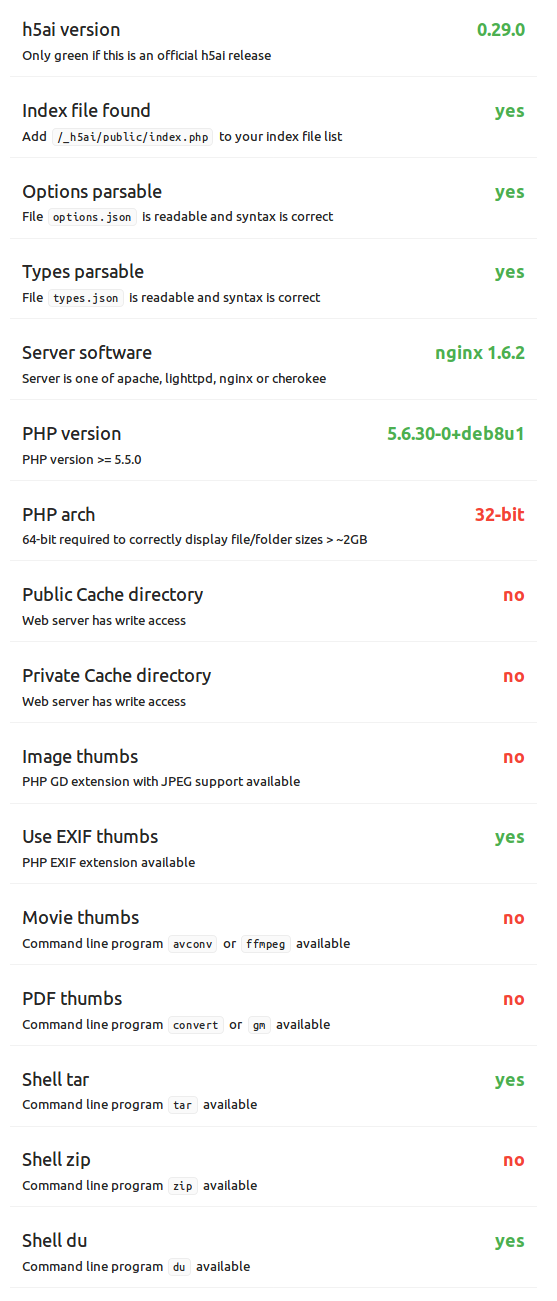 h5ai version 0.29.0
Only green if this is an official h5ai release
Index file found yes
Add /_h5ai/public/index.php to your index file list
Options parsable yes
File options.json is readable and syntax is correct
Types parsable yes
File types.json is readable and syntax is correct
Server software nginx 1.6.2
Server is one of apache, lighttpd, nginx or cherokee
PHP version 5.6.30-0+deb8u1
PHP version >= 5.5.0
PHP arch 32-bit
64-bit required to correctly display file/folder sizes > ~2GB
Public Cache directory no
Web server has write access
Private Cache directory no
Web server has write access
Image thumbs no
PHP GD extension with JPEG support available
Use EXIF thumbs yes
PHP EXIF extension available
Movie thumbs no
Command line program avconv or ffmpeg available
PDF thumbs no
Command line program convert or gm available
Shell tar yes
Command line program tar available
Shell zip no
Command line program zip available
Shell du yes
Command line program du available